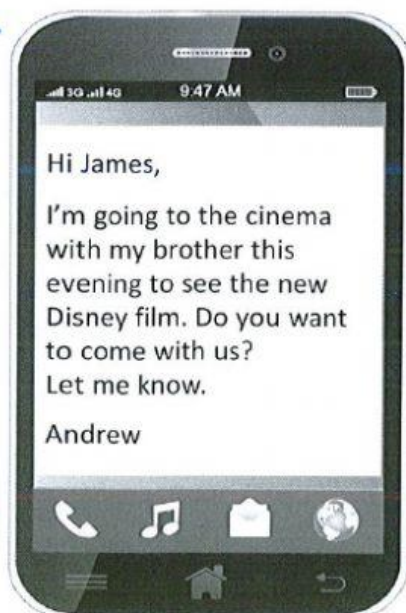 3G 4G 9:47 AM
Hi James,
I'm going to the cinema
with my brother this
evening to see the new
Disney film. Do you want
to come with us?
Let me know.
Andrew